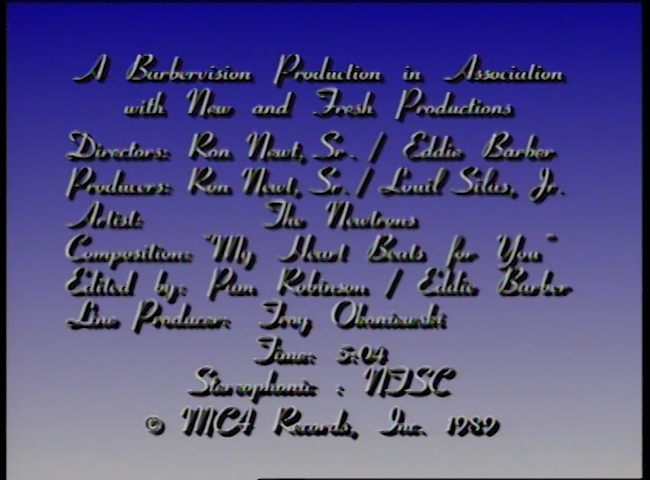 A Barbervision Production in Association
with New and Fresh Productions
Directors: Ron Newt, Sr. / Eddie Barber
Producers: Ron Newt, Sr. / Louil Silas, Jr.
Artist: The Newtrons
Composition: "My Heart Beats for You"
Edited by: Pam Robinson / Eddie Barber
Line Producer: Troy
Time: 5:04
Stereophonic : NTSC
© MCA Records, Inc. 1989